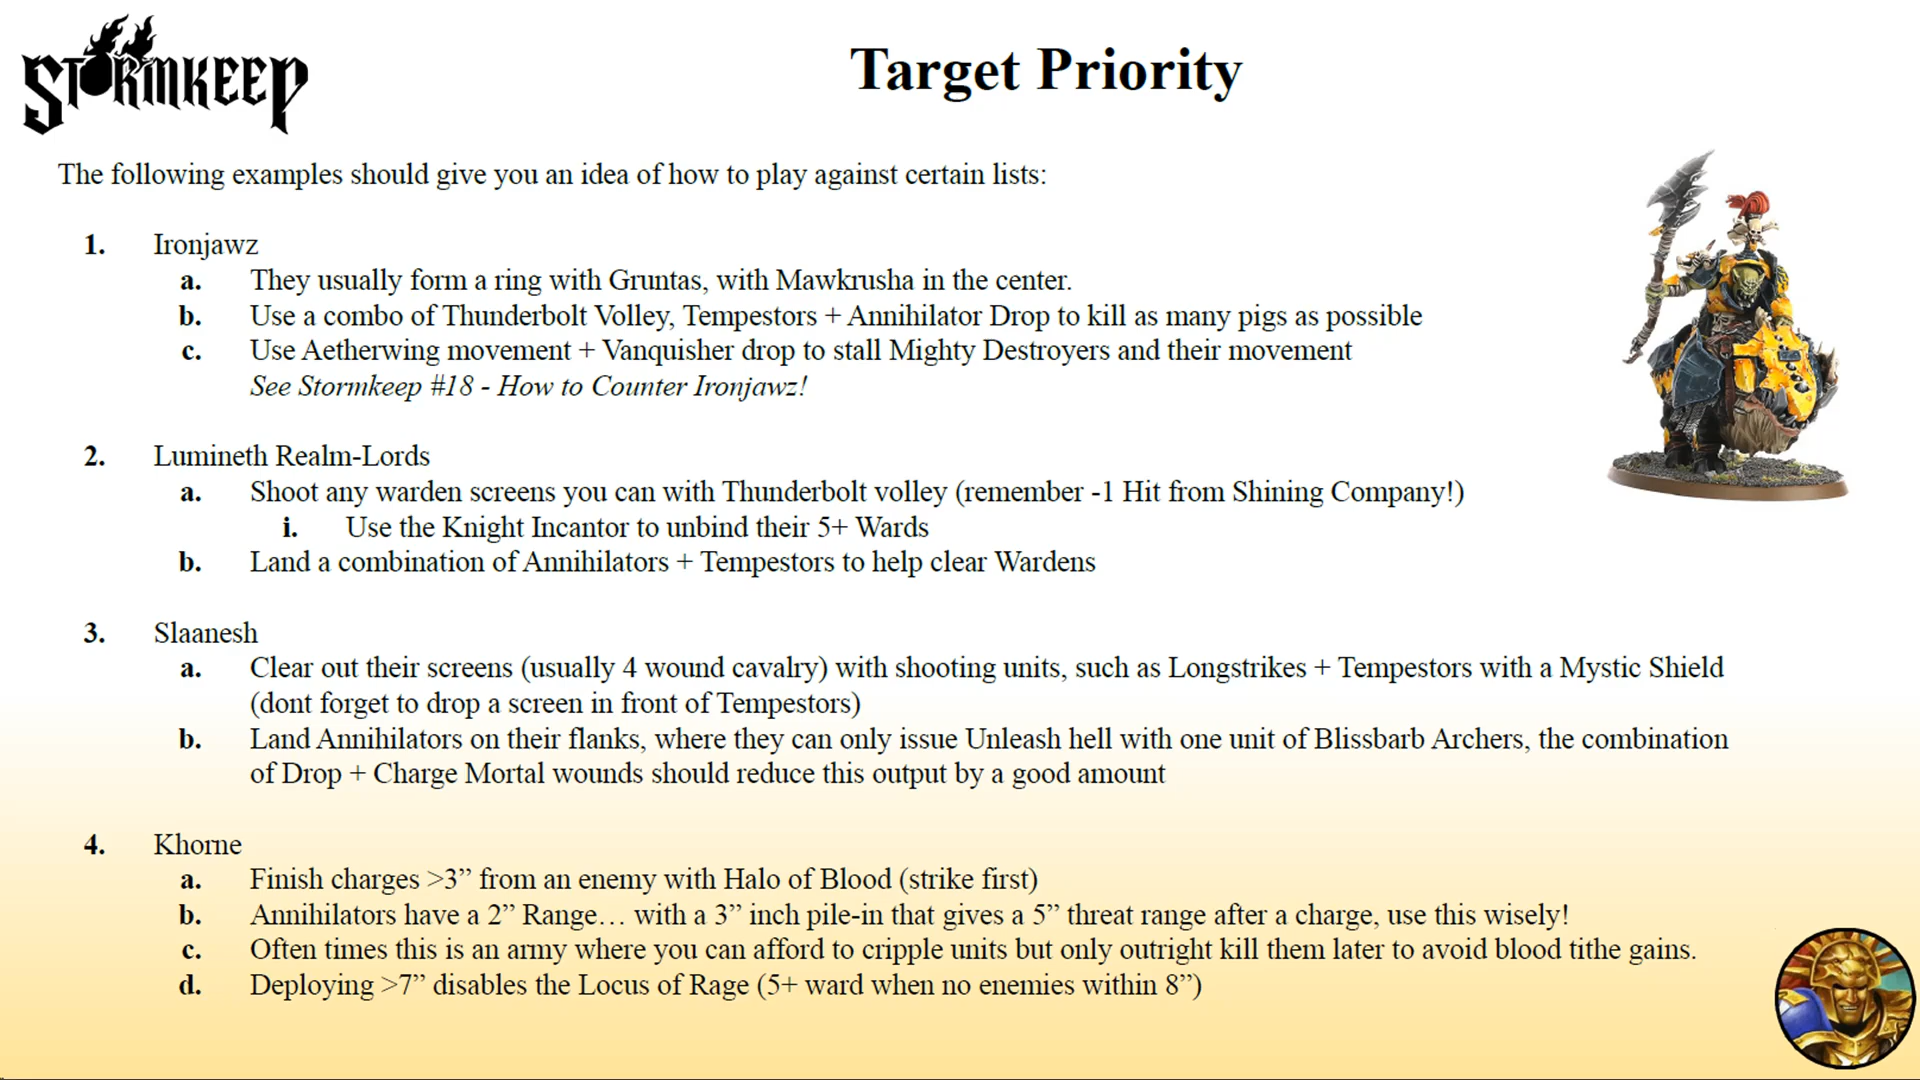 STORMKEEP
Target Priority
The following examples should give you an idea of how to play against certain lists:
1. Ironjawz
a. They usually form a ring with Gruntas, with Mawkrusha in the center.
b. Use a combo of Thunderbolt Volley, Tempestors + Annihilator Drop to kill as many pigs as possible
c. Use Aetherwing movement + Vanquisher drop to stall Mighty Destroyers and their movement
See Stormkeep #18 - How to Counter Ironjawz!
2. Lumineth Realm-Lords
a. Shoot any warden screens you can with Thunderbolt volley (remember -1 Hit from Shining Company!)
i. Use the Knight Incantor to unbind their 5+ Wards
b. Land a combination of Annihilators + Tempestors to help clear Wardens
3. Slaanesh
a. Clear out their screens (usually 4 wound cavalry) with shooting units, such as Longstrikes + Tempestors with a Mystic Shield
(dont forget to drop a screen in front of Tempestors)
b. Land Annihilators on their flanks, where they can only issue Unleash hell with one unit of Blissbarb Archers, the combination
of Drop + Charge Mortal wounds should reduce this output by a good amount
4. Khorne
a. Finish charges >3” from an enemy with Halo of Blood (strike first)
b. Annihilators have a 2” Range… with a 3” inch pile-in that gives a 5” threat range after a charge, use this wisely!
c. Often times this is an army where you can afford to cripple units but only outright kill them later to avoid blood tithe gains.
d. Deploying >7” disables the Locus of Rage (5+ ward when no enemies within 8”)